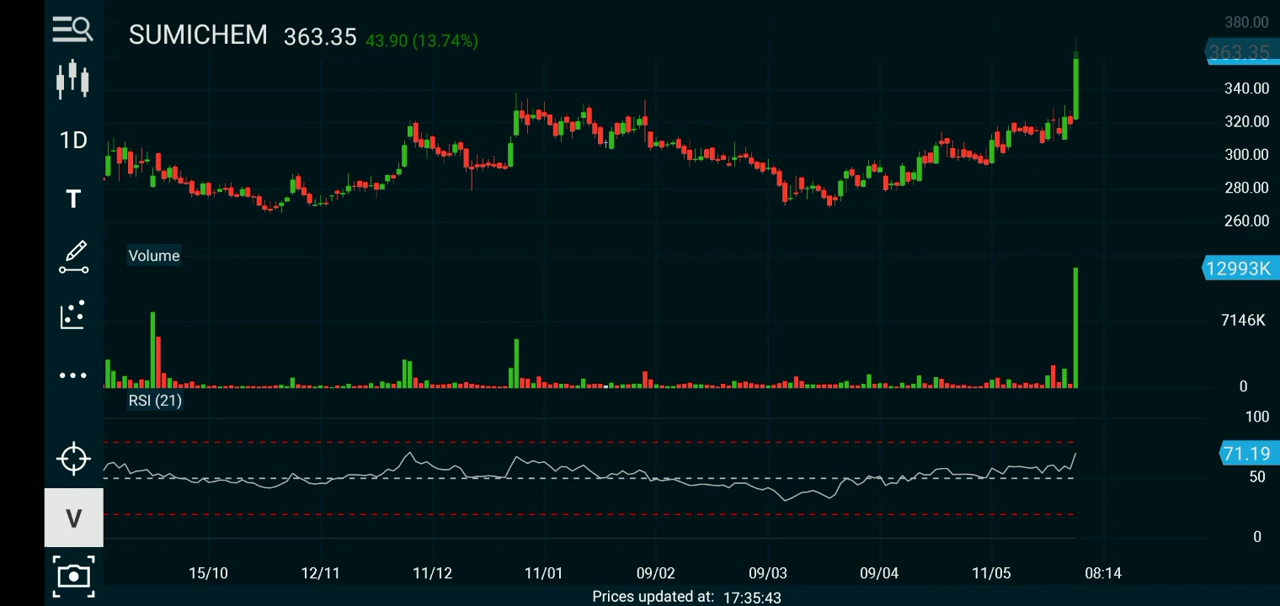 SUMICHEM 363.35 43.90 (13.74%)
1D
T
V
Volume
RSI (21)
380.00
363.35
340.00
320.00
300.00
280.00
260.00
12993K
7146K
0
100
71.19
50
0
15/10 12/11 11/12 11/01 09/02 09/03 09/04 11/05 08:14
Prices updated at: 17:35:43